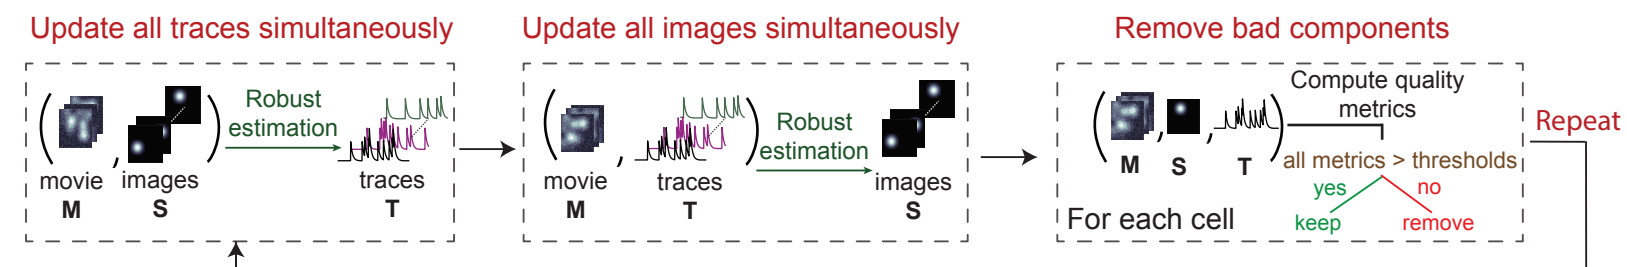 Update all traces simultaneously
Update all images simultaneously
Remove bad components
Robust
estimation
movie
M
,
images
S
traces
T
movie
M
,
traces
T
Robust
estimation
images
S
Compute quality
metrics
M
,
S
,
T
all metrics > thresholds
yes
no
keep
remove
For each cell
Repeat